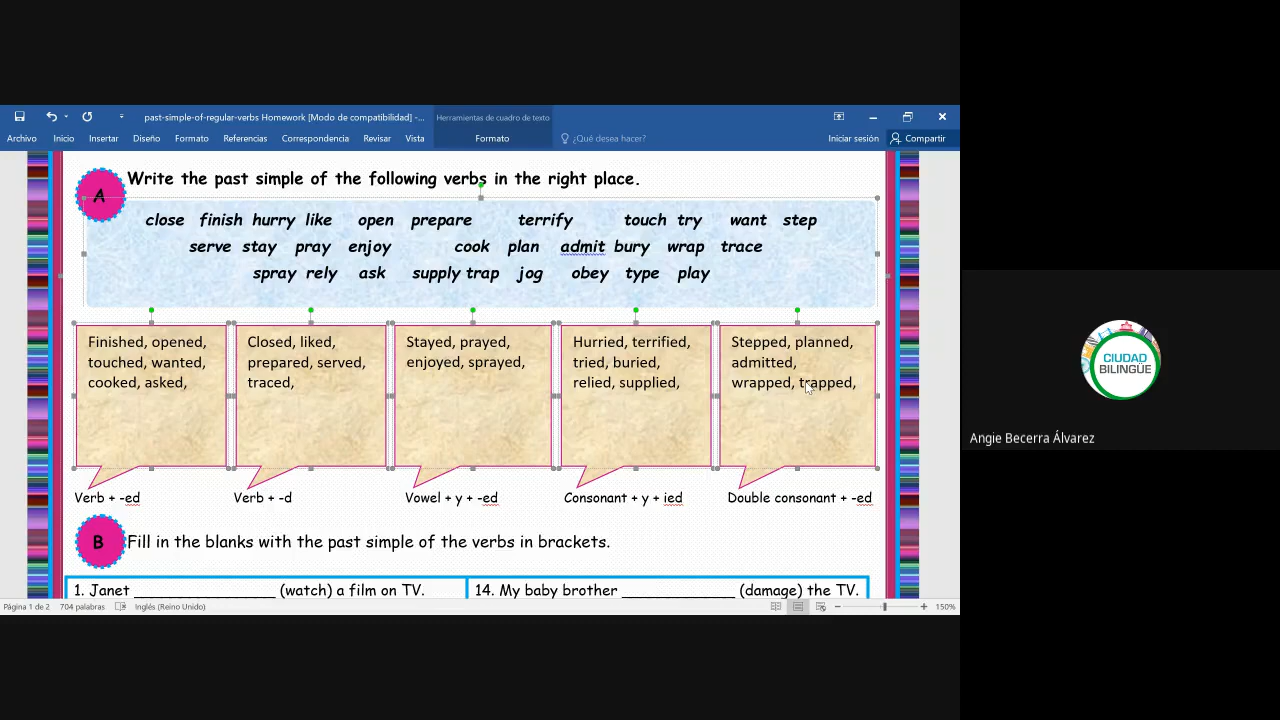 past-simple-of-regular-verbs Homework [Modo de compatibilidad] -...
Herramientas de cuadro de texto
Archivo Inicio Insertar Diseño Formato Referencias Correspondencia Revisar Vista Formato ¿Qué desea hacer? Iniciar sesión Compartir
A Write the past simple of the following verbs in the right place.
close finish hurry like open prepare terrify touch try want step
serve stay pray enjoy cook plan admit bury wrap trace
spray rely ask supply trap jog obey type play
Finished, opened,
touched, wanted,
cooked, asked,
Closed, liked,
prepared, served,
traced,
Stayed, prayed,
enjoyed, sprayed,
Hurried, terrified,
tried, buried,
relied, supplied,
Stepped, planned,
admitted,
wrapped, trapped,
Verb + -ed
Verb + -d
Vowel + y + -ed
Consonant + y + ied
Double consonant + -ed
B Fill in the blanks with the past simple of the verbs in brackets.
1. Janet ________________ (watch) a film on TV.
14. My baby brother _____________ (damage) the TV.
Página 1 de 2 704 palabras Inglés (Reino Unido) 150%
CIUDAD
BILINGÜE
Angie Becerra Álvarez